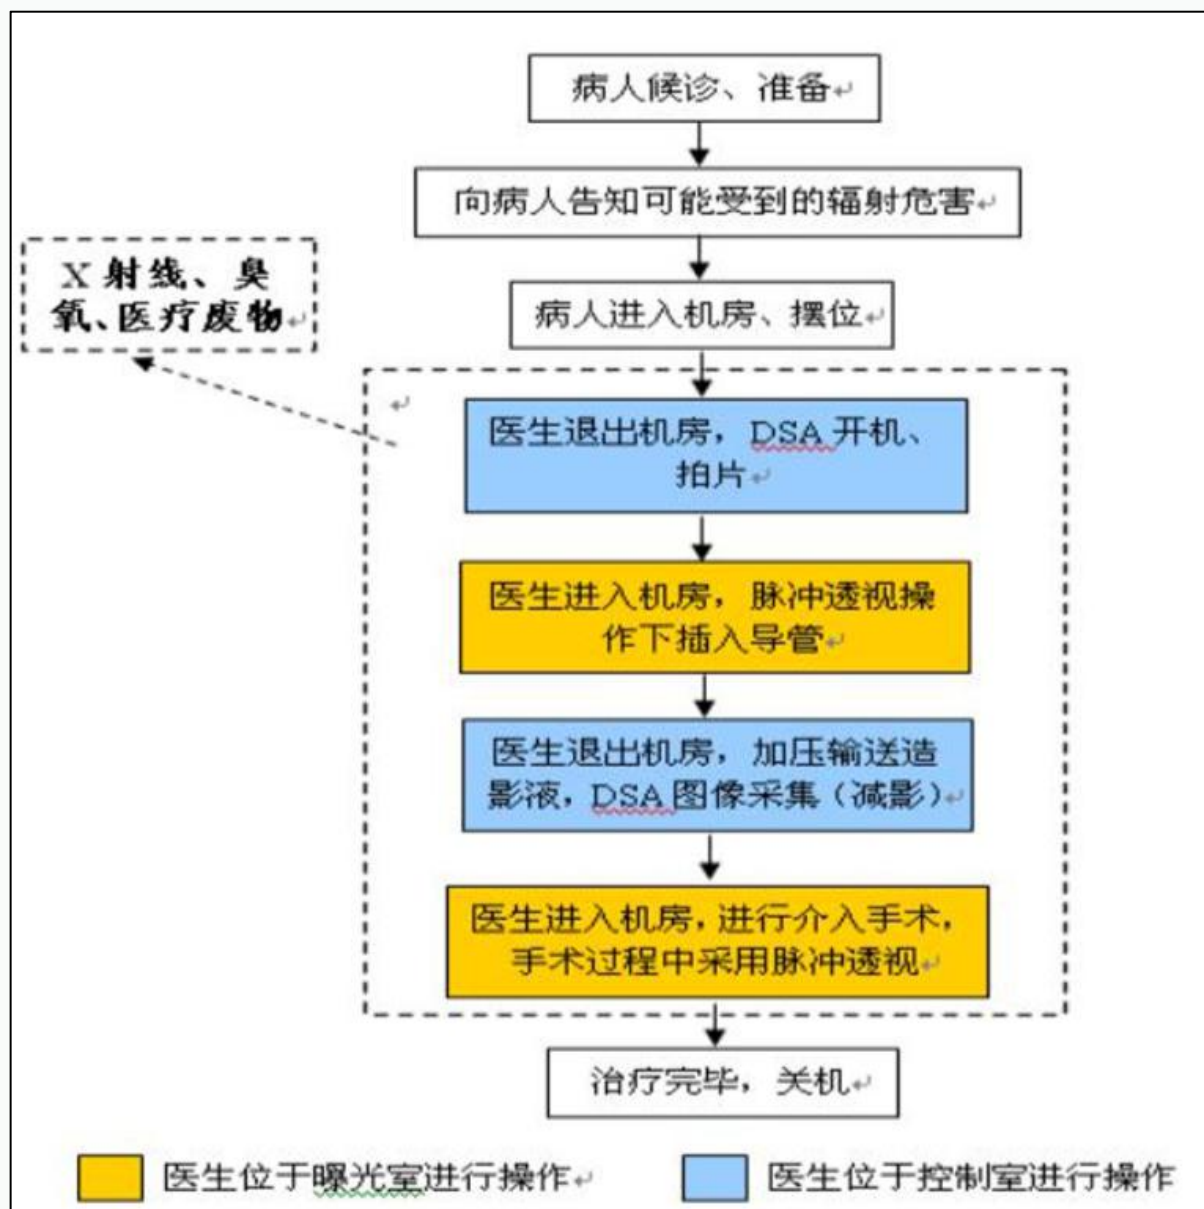 病人候诊、准备
向病人告知可能受到的辐射危害
X 射线、臭
氧、医疗废物
病人进入机房、摆位
医生退出机房，DSA 开机、
拍片
医生进入机房，脉冲透视操
作下插入导管
医生退出机房，加压输送造
影液，DSA 图像采集（减影）
医生进入机房，进行介入手术，
手术过程中采用脉冲透视
治疗完毕，关机
医生位于曝光室进行操作
医生位于控制室进行操作